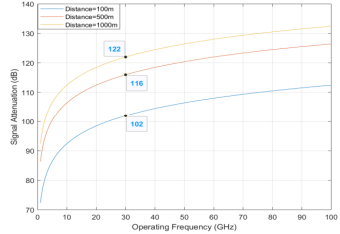 Distance=100m
Distance=500m
Distance=1000m
140
130
120
110
100
90
80
70
Signal Attenuation (dB)
122
116
102
0 10 20 30 40 50 60 70 80 90 100
Operating Frequency (GHz)